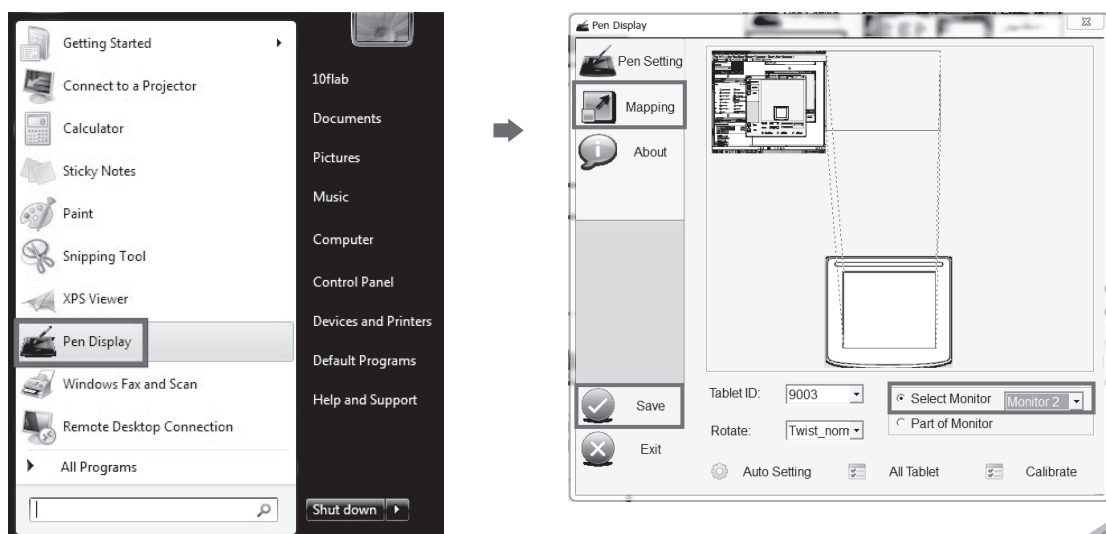 Getting Started
Connect to a Projector
Calculator
Sticky Notes
Paint
Snipping Tool
XPS Viewer
Pen Display
Windows Fax and Scan
Remote Desktop Connection
All Programs
10flab
Documents
Pictures
Music
Computer
Control Panel
Devices and Printers
Default Programs
Help and Support
Shut down
Pen Display
Pen Setting
Mapping
About
Save
Exit
Tablet ID: 9003
Select Monitor Monitor 2
Rotate: Twist_norn
Part of Monitor
Auto Setting All Tablet Calibrate